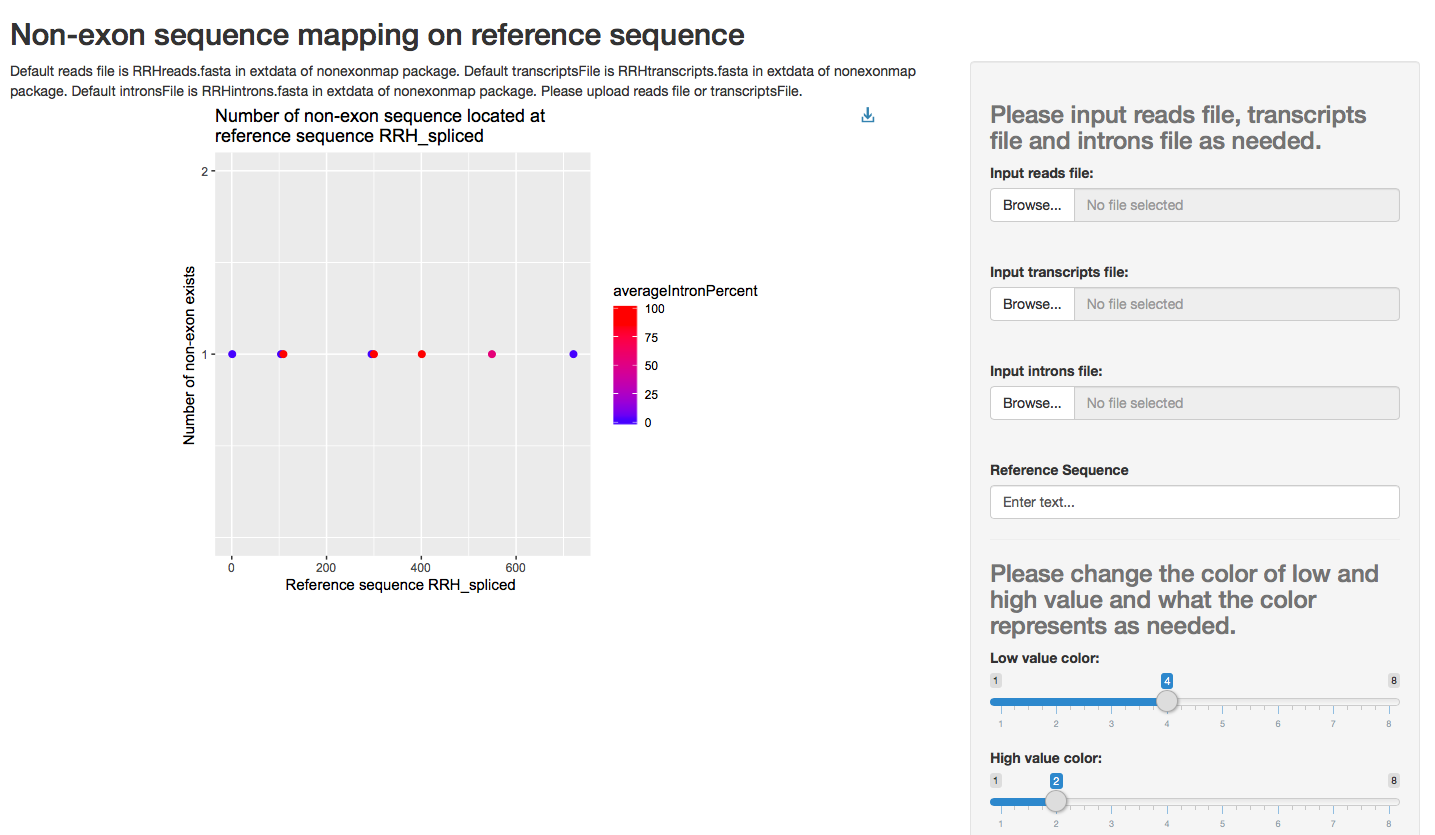 Non-exon sequence mapping on reference sequence
Default reads file is RRHreads.fasta in extdata of nonexonmap package. Default transcriptsFile is RRHtranscripts.fasta in extdata of nonexonmap
package. Default intronsFile is RRHintrons.fasta in extdata of nonexonmap package. Please upload reads file or transcriptsFile.
Number of non-exon sequence located at
reference sequence RRH_spliced
2
1
Number of non-exon exists
0
200
400
600
Reference sequence RRH_spliced
averageIntronPercent
100
75
50
25
0
Please input reads file, transcripts
file and introns file as needed.
Input reads file:
Browse... No file selected
Input transcripts file:
Browse... No file selected
Input introns file:
Browse... No file selected
Reference Sequence
Enter text...
Please change the color of low and
high value and what the color
represents as needed.
Low value color:
1 4 8
1 2 3 4 5 6 7 8
High value color:
1 2 8
1 2 3 4 5 6 7 8